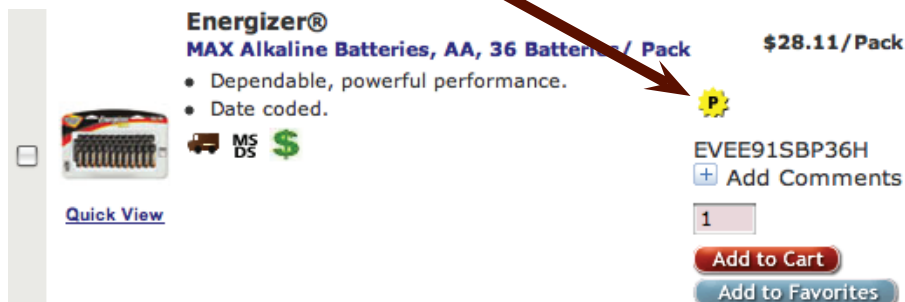 Energizer®
MAX Alkaline Batteries, AA, 36 Batteries/ Pack
$28.11/Pack
• Dependable, powerful performance.
• Date coded.
P
MS
DS
$
EVEE91SBP36H
+ Add Comments
Quick View
1
Add to Cart
Add to Favorites